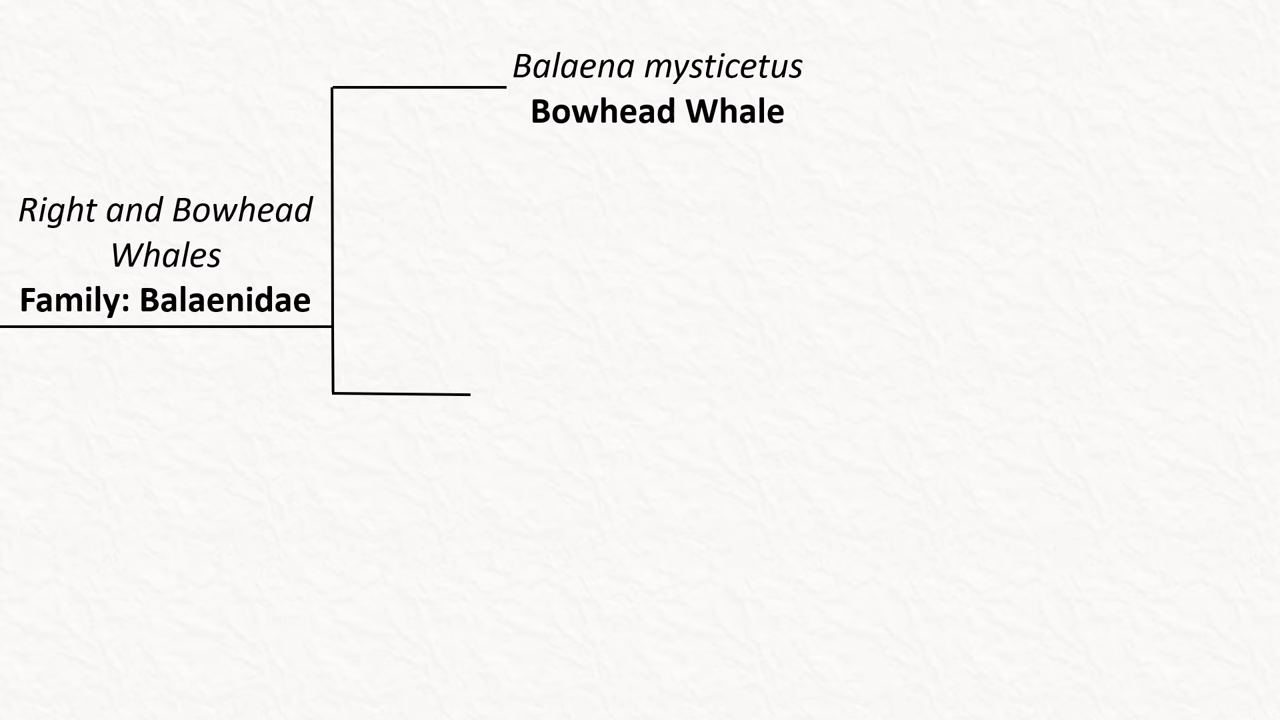 Balaena mysticetus
Bowhead Whale
Right and Bowhead
Whales
Family: Balaenidae